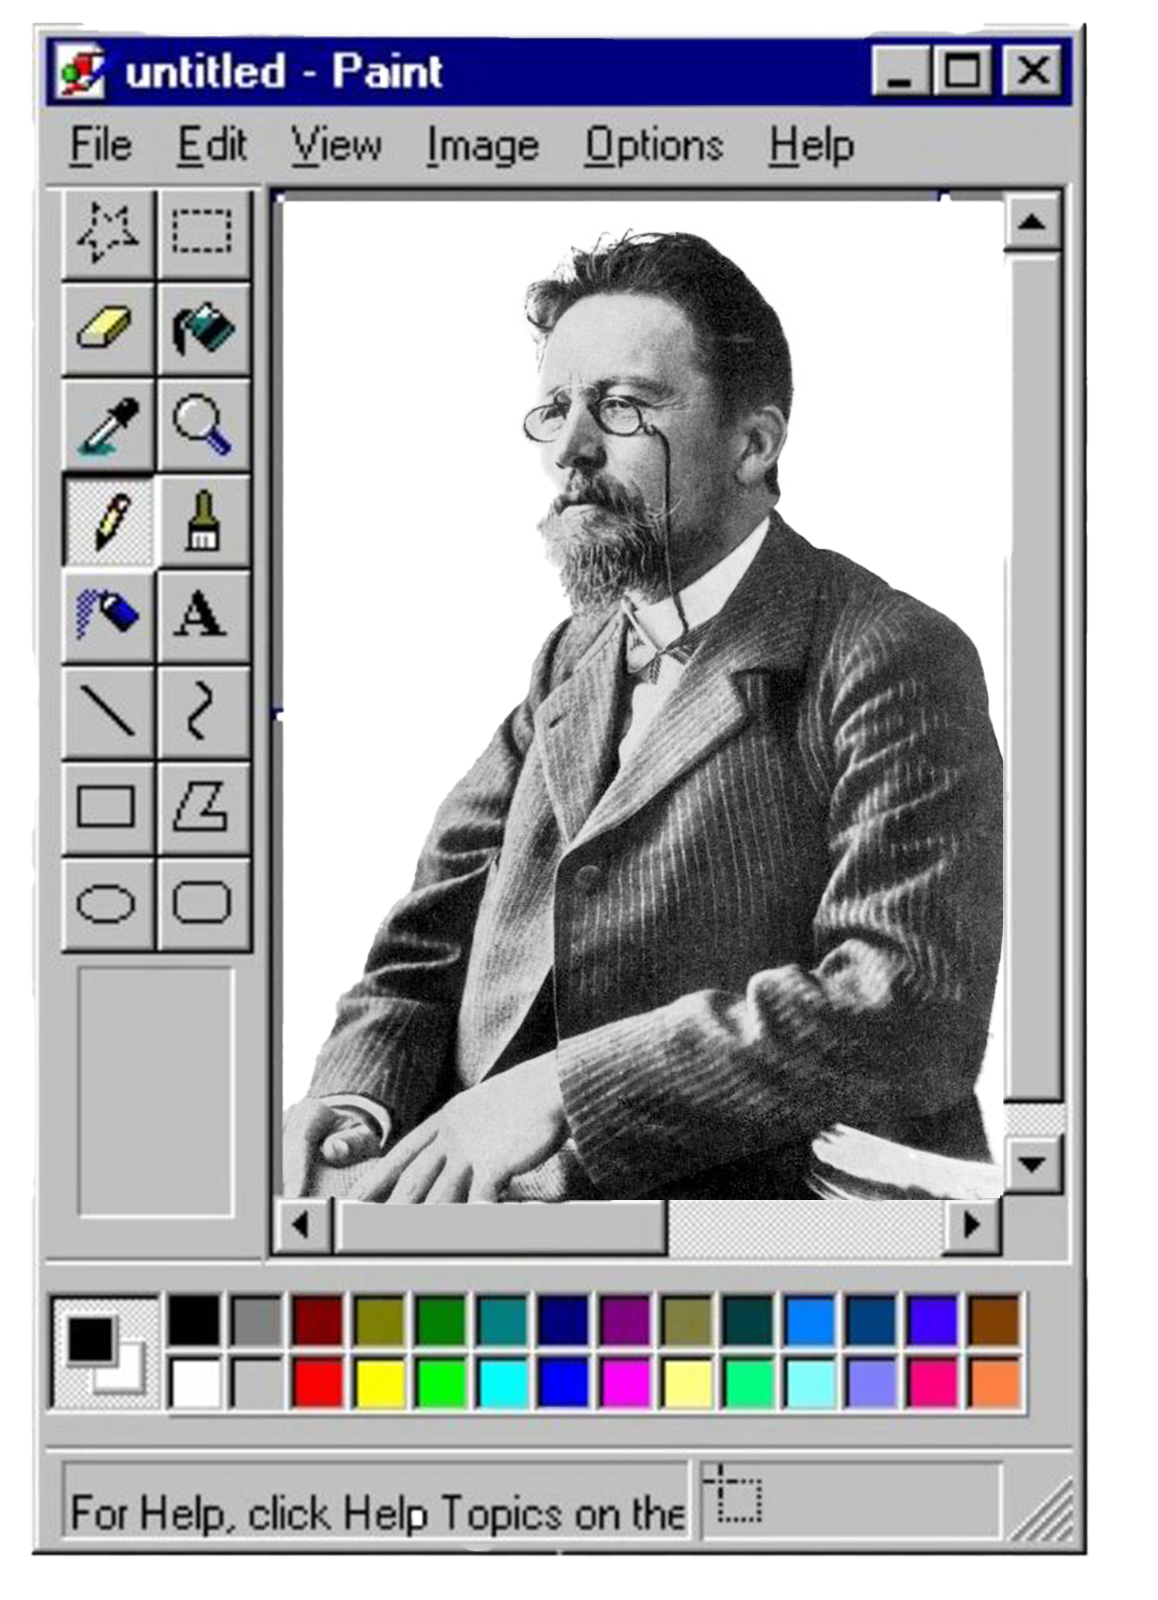 untitled - Paint
File Edit View Image Options Help
A
For Help, click Help Topics on the